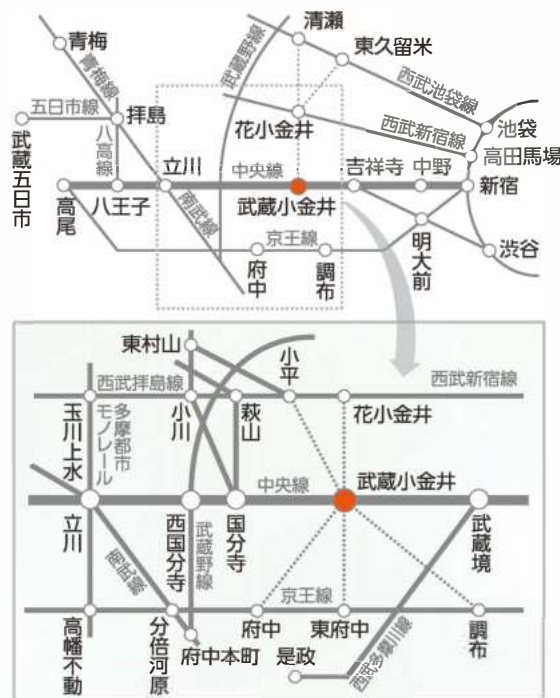 清瀬
東久留米
青梅
青梅線
武蔵野線
西武池袋線
五日市線
拝島
花小金井
西武新宿線
池袋
高田馬場
武蔵五日市
八高線
立川
中央線
吉祥寺
中野
新宿
高尾
八王子
南武線
武蔵小金井
京王線
府中
調布
明大前
渋谷
東村山
小平
西武拝島線
西武新宿線
玉川上水
多摩都市
モノレール
小川
萩山
花小金井
中央線
武蔵小金井
立川
南武線
西国分寺
武蔵野線
国分寺
武蔵境
京王線
高幡不動
分倍河原
府中本町
府中
東府中
是政
西武多摩川線
調布